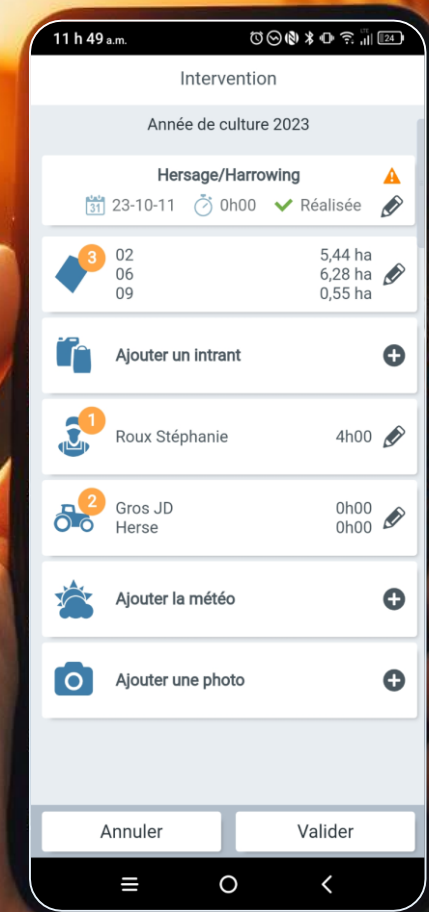 11 h 49 a.m.
24
Intervention
Année de culture 2023
Hersage/Harrowing
31 23-10-11 0h00 Réalisée
3
02 5,44 ha
06 6,28 ha
09 0,55 ha
Ajouter un intrant
1
Roux Stéphanie 4h00
2
Gros JD 0h00
Herse 0h00
Ajouter la météo
Ajouter une photo
Annuler Valider